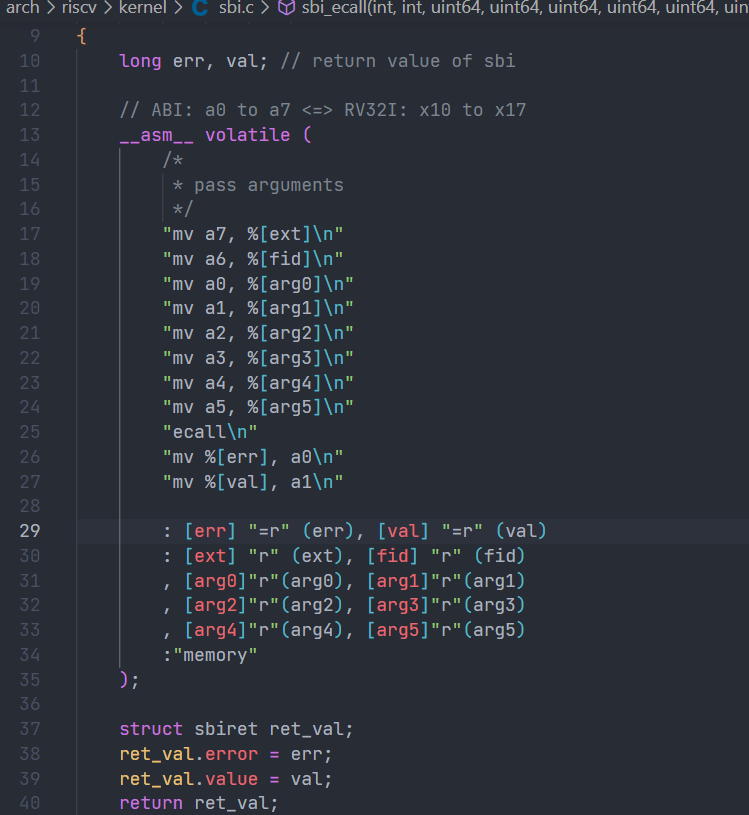 arch > riscv > kernel > C sbi.c > sbi_ecall(int, int, uint64, uint64, uint64, uint64, uint64, uin
9 {
10 long err, val; // return value of sbi
11
12 // ABI: a0 to a7 <=> RV32I: x10 to x17
13 __asm__ volatile (
14 /*
15 * pass arguments
16 */
17 "mv a7, %[ext]\n"
18 "mv a6, %[fid]\n"
19 "mv a0, %[arg0]\n"
20 "mv a1, %[arg1]\n"
21 "mv a2, %[arg2]\n"
22 "mv a3, %[arg3]\n"
23 "mv a4, %[arg4]\n"
24 "mv a5, %[arg5]\n"
25 "ecall\n"
26 "mv %[err], a0\n"
27 "mv %[val], a1\n"
28
29 : [err] "=r" (err), [val] "=r" (val)
30 : [ext] "r" (ext), [fid] "r" (fid)
31 , [arg0]"r"(arg0), [arg1]"r"(arg1)
32 , [arg2]"r"(arg2), [arg3]"r"(arg3)
33 , [arg4]"r"(arg4), [arg5]"r"(arg5)
34 :"memory"
35 );
36
37 struct sbiret ret_val;
38 ret_val.error = err;
39 ret_val.value = val;
40 return ret_val;